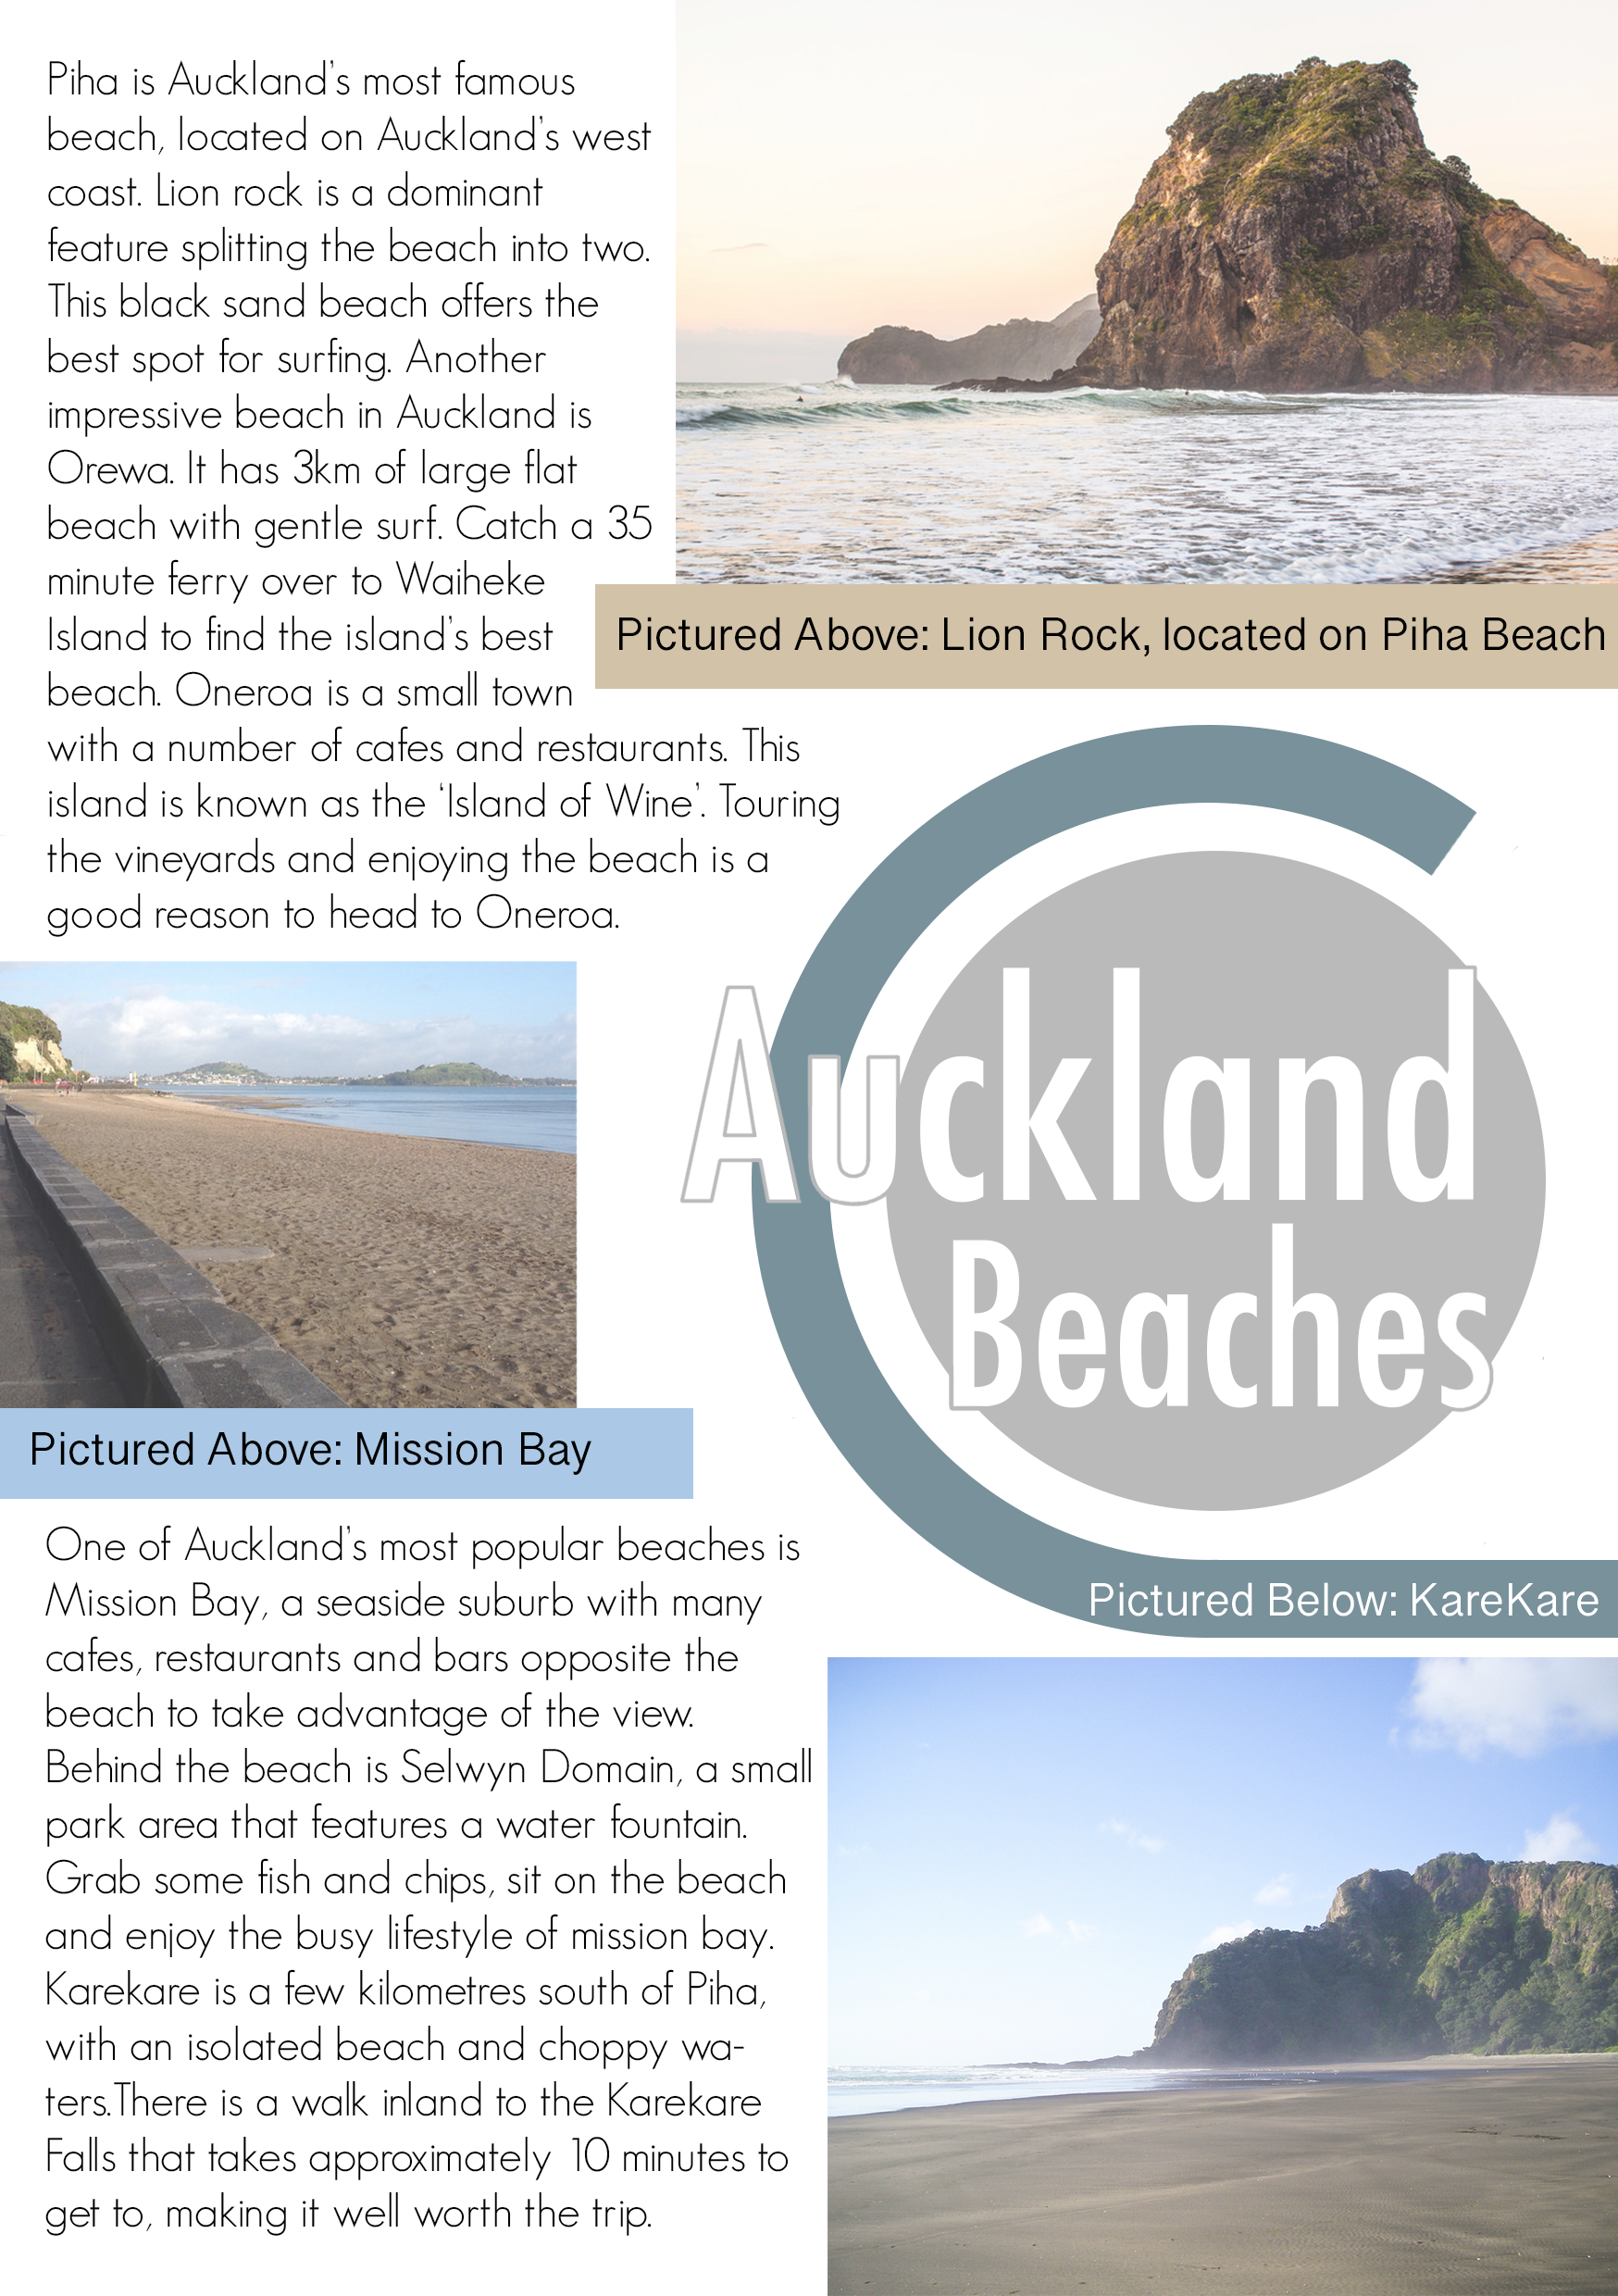 Piha is Auckland's most famous
beach, located on Auckland's west
coast. Lion rock is a dominant
feature splitting the beach into two.
This black sand beach offers the
best spot for surfing. Another
impressive beach in Auckland is
Orewa. It has 3km of large flat
beach with gentle surf. Catch a 35
minute ferry over to Waiheke
Island to find the island's best
beach. Oneroa is a small town
with a number of cafes and restaurants. This
island is known as the ‘Island of Wine’. Touring
the vineyards and enjoying the beach is a
good reason to head to Oneroa.
Pictured Above: Lion Rock, located on Piha Beach
Auckland
Beaches
Pictured Above: Mission Bay
One of Auckland's most popular beaches is
Mission Bay, a seaside suburb with many
cafes, restaurants and bars opposite the
beach to take advantage of the view.
Behind the beach is Selwyn Domain, a small
park area that features a water fountain.
Grab some fish and chips, sit on the beach
and enjoy the busy lifestyle of mission bay.
Karekare is a few kilometres south of Piha,
with an isolated beach and choppy wa-
ters.There is a walk inland to the Karekare
Falls that takes approximately 10 minutes to
get to, making it well worth the trip.
Pictured Below: KareKare